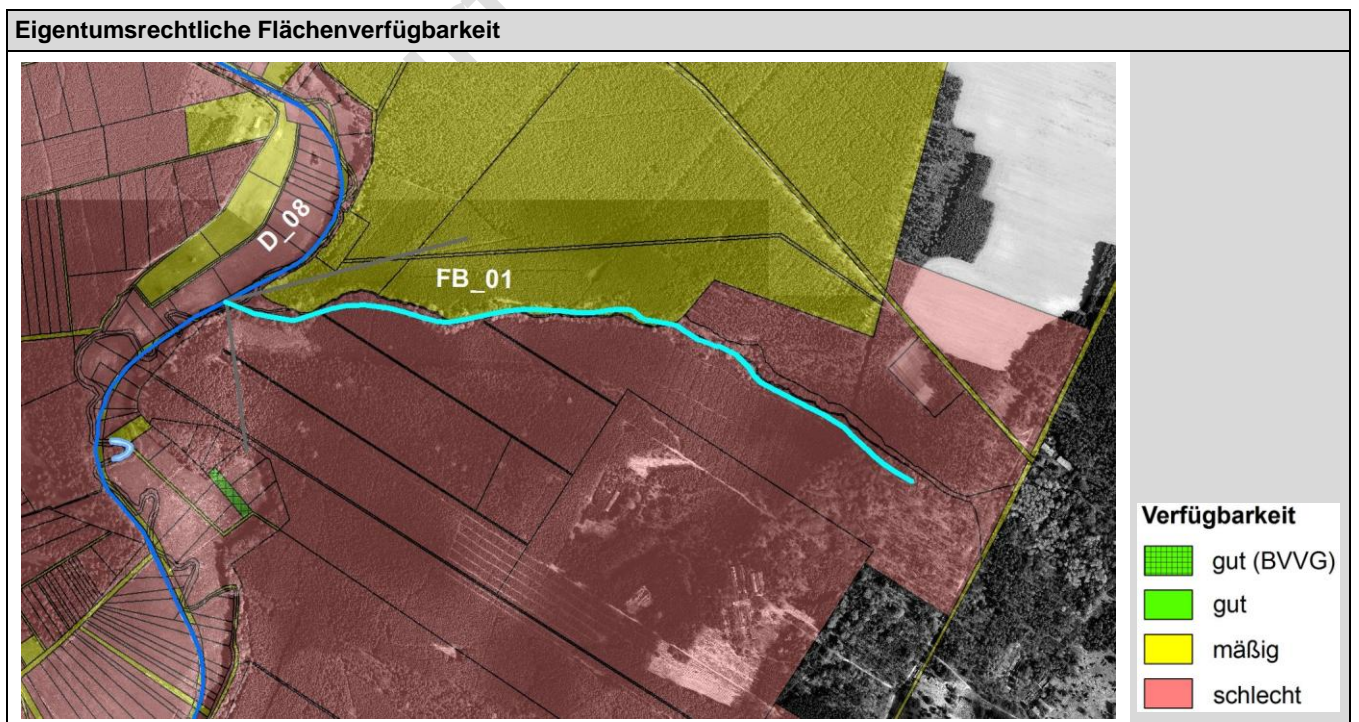 Eigentumsrechtliche Flächenverfügbarkeit
D_08
FB_01
Verfügbarkeit
gut (BVVG)
gut
mäßig
schlecht